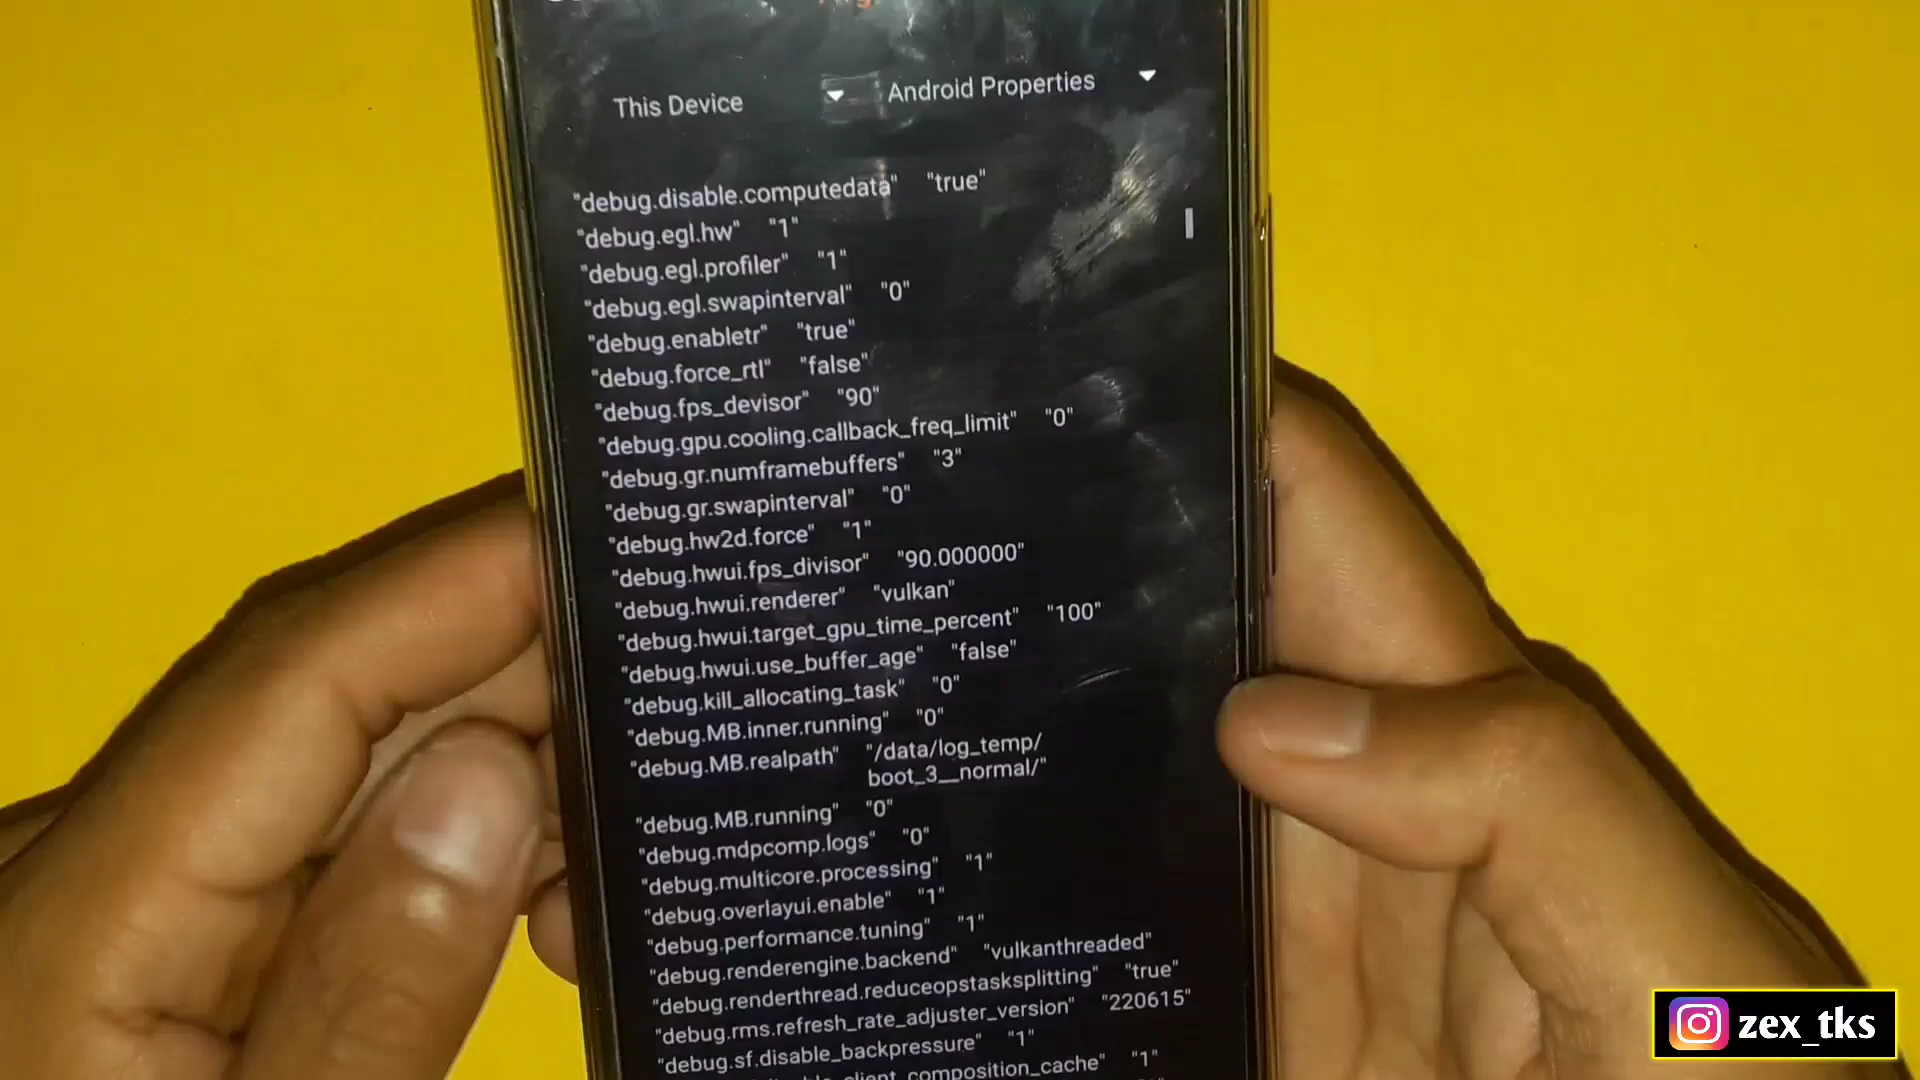 This Device Android Properties
"debug.disable.computedata" "true"
"debug.egl.hw" "1"
"debug.egl.profiler" "1"
"debug.egl.swapinterval" "0"
"debug.enabletr" "true"
"debug.force_rtl" "false"
"debug.fps_devisor" "90"
"debug.gpu.cooling.callback_freq_limit" "0"
"debug.gr.numframebuffers" "3"
"debug.gr.swapinterval" "0"
"debug.hw2d.force" "1"
"debug.hwui.fps_divisor" "90.000000"
"debug.hwui.renderer" "vulkan"
"debug.hwui.target_gpu_time_percent" "100"
"debug.hwui.use_buffer_age" "false"
"debug.kill_allocating_task" "0"
"debug.MB.inner.running" "0"
"debug.MB.realpath" "/data/log_temp/
boot_3__normal/"
"debug.MB.running" "0"
"debug.mdpcomp.logs" "0"
"debug.multicore.processing" "1"
"debug.overlayui.enable" "1"
"debug.performance.tuning" "1"
"debug.renderengine.backend" "vulkanthreaded"
"debug.renderthread.reduceopstasksplitting" "true"
"debug.rms.refresh_rate_adjuster_version" "220615"
"debug.sf.disable_backpressure" "1"
client_composition_cache" "1"
zex_tks